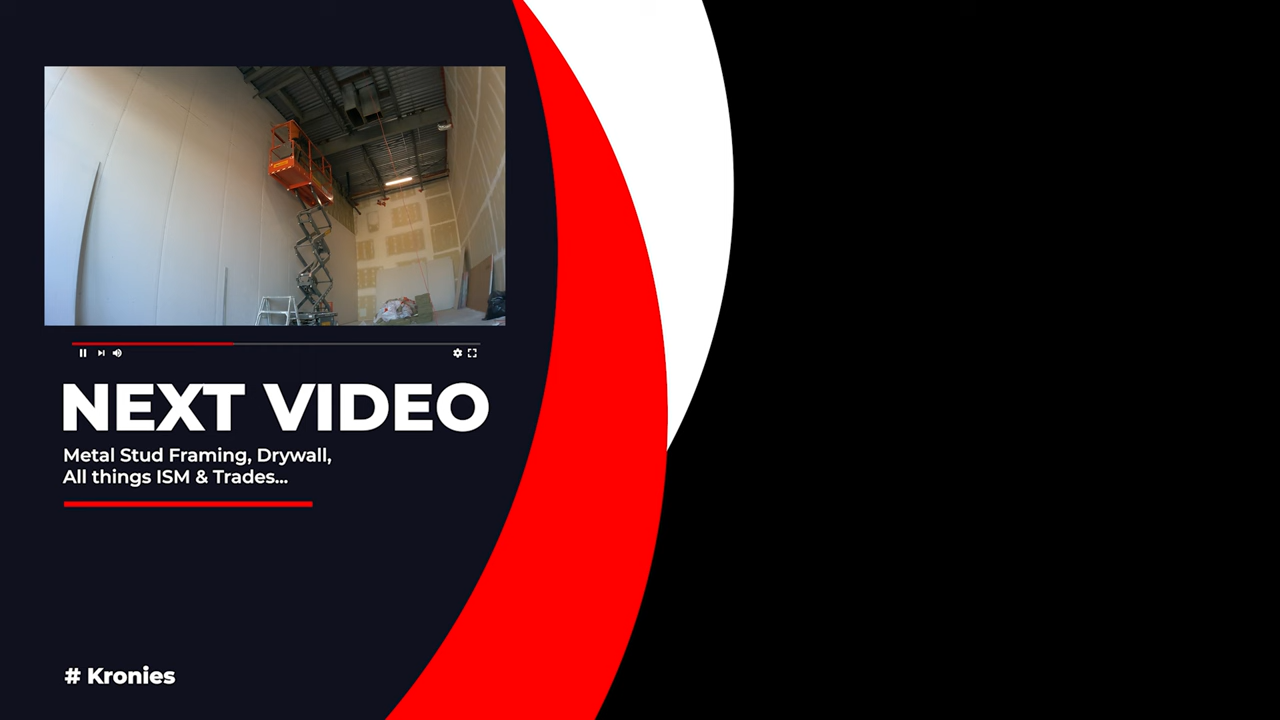 NEXT VIDEO
Metal Stud Framing, Drywall,
All things ISM & Trades...
# Kronies